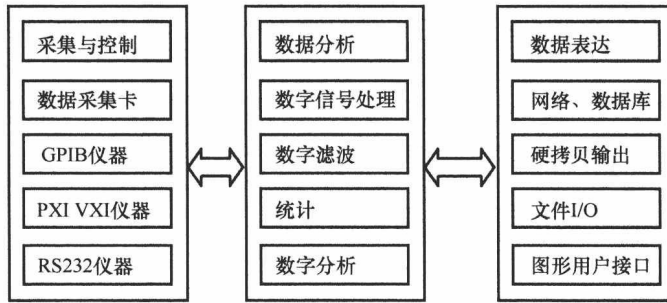 采集与控制
数据采集卡
GPIB仪器
PXI VXI仪器
RS232仪器
数据分析
数字信号处理
数字滤波
统计
数字分析
数据表达
网络、数据库
硬拷贝输出
文件I/O
图形用户接口